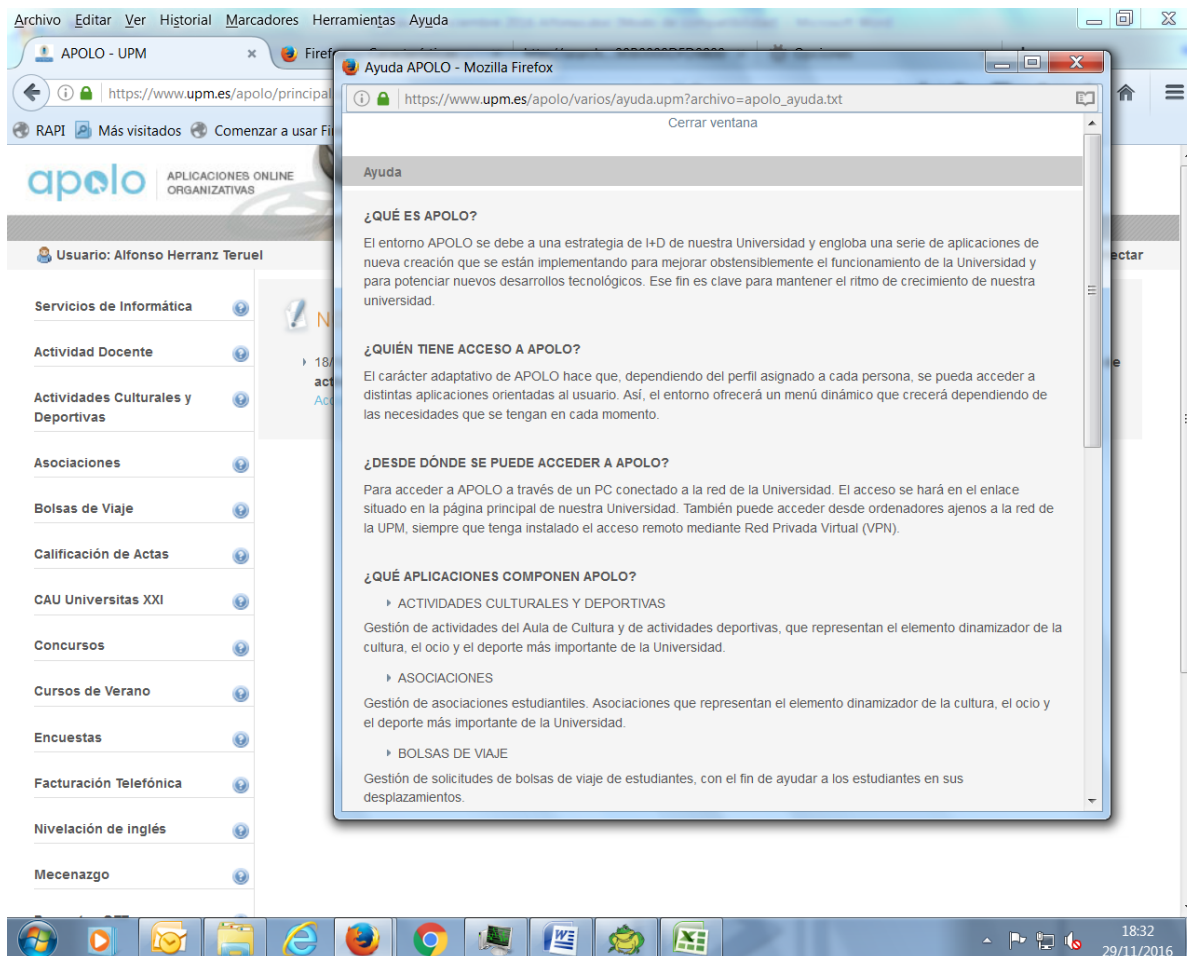 Archivo Editar Ver Historial Marcadores Herramientas Ayuda
APOLO - UPM
https://www.upm.es/apolo/principal
RAPI Más visitados Comenzar a usar
apolo APLICACIONES ONLINE
ORGANIZATIVAS
Usuario: Alfonso Herranz Teruel
Servicios de Informática
Actividad Docente
Actividades Culturales y
Deportivas
Asociaciones
Bolsas de Viaje
Calificación de Actas
CAU Universitas XXI
Concursos
Cursos de Verano
Encuestas
Facturación Telefónica
Nivelación de inglés
Mecenazgo
Ayuda APOLO - Mozilla Firefox
https://www.upm.es/apolo/varios/ayuda.upm?archivo=apolo_ayuda.txt
Cerrar ventana
Ayuda
¿QUÉ ES APOLO?
El entorno APOLO se debe a una estrategia de I+D de nuestra Universidad y engloba una serie de aplicaciones de
nueva creación que se están implementando para mejorar obstensiblemente el funcionamiento de la Universidad y
para potenciar nuevos desarrollos tecnológicos. Ese fin es clave para mantener el ritmo de crecimiento de nuestra
universidad.
¿QUIÉN TIENE ACCESO A APOLO?
El carácter adaptativo de APOLO hace que, dependiendo del perfil asignado a cada persona, se pueda acceder a
distintas aplicaciones orientadas al usuario. Así, el entorno ofrecerá un menú dinámico que crecerá dependiendo de
las necesidades que se tengan en cada momento.
¿DESDE DÓNDE SE PUEDE ACCEDER A APOLO?
Para acceder a APOLO a través de un PC conectado a la red de la Universidad. El acceso se hará en el enlace
situado en la página principal de nuestra Universidad. También puede acceder desde ordenadores ajenos a la red de
la UPM, siempre que tenga instalado el acceso remoto mediante Red Privada Virtual (VPN).
¿QUÉ APLICACIONES COMPONEN APOLO?
ACTIVIDADES CULTURALES Y DEPORTIVAS
Gestión de actividades del Aula de Cultura y de actividades deportivas, que representan el elemento dinamizador de la
cultura, el ocio y el deporte más importante de la Universidad.
ASOCIACIONES
Gestión de asociaciones estudiantiles. Asociaciones que representan el elemento dinamizador de la cultura, el ocio y
el deporte más importante de la Universidad.
BOLSAS DE VIAJE
Gestión de solicitudes de bolsas de viaje de estudiantes, con el fin de ayudar a los estudiantes en sus
desplazamientos.
18:32
29/11/2016